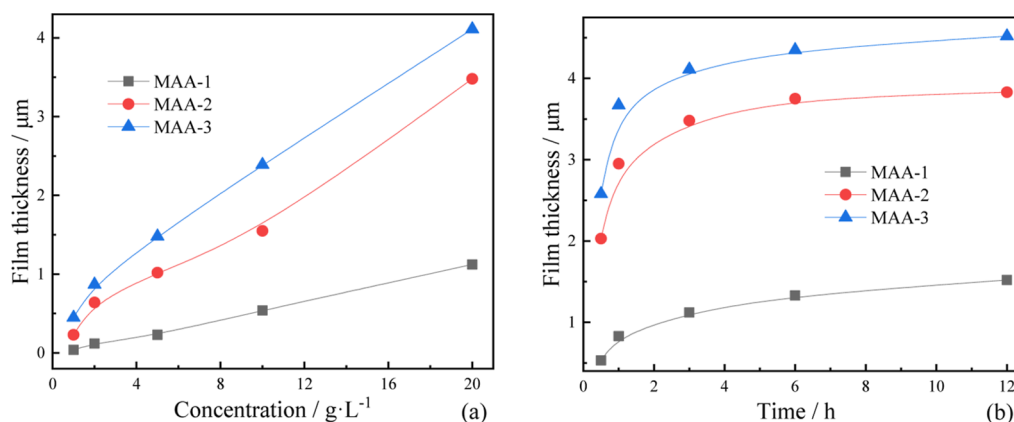 Film thickness / μm
4
3
2
1
0
MAA-1
MAA-2
MAA-3
0 4 8 12 16 20
Concentration / g·L⁻¹ (a)
Film thickness / μm
4
3
2
1
MAA-1
MAA-2
MAA-3
0 2 4 6 8 10 12
Time / h (b)